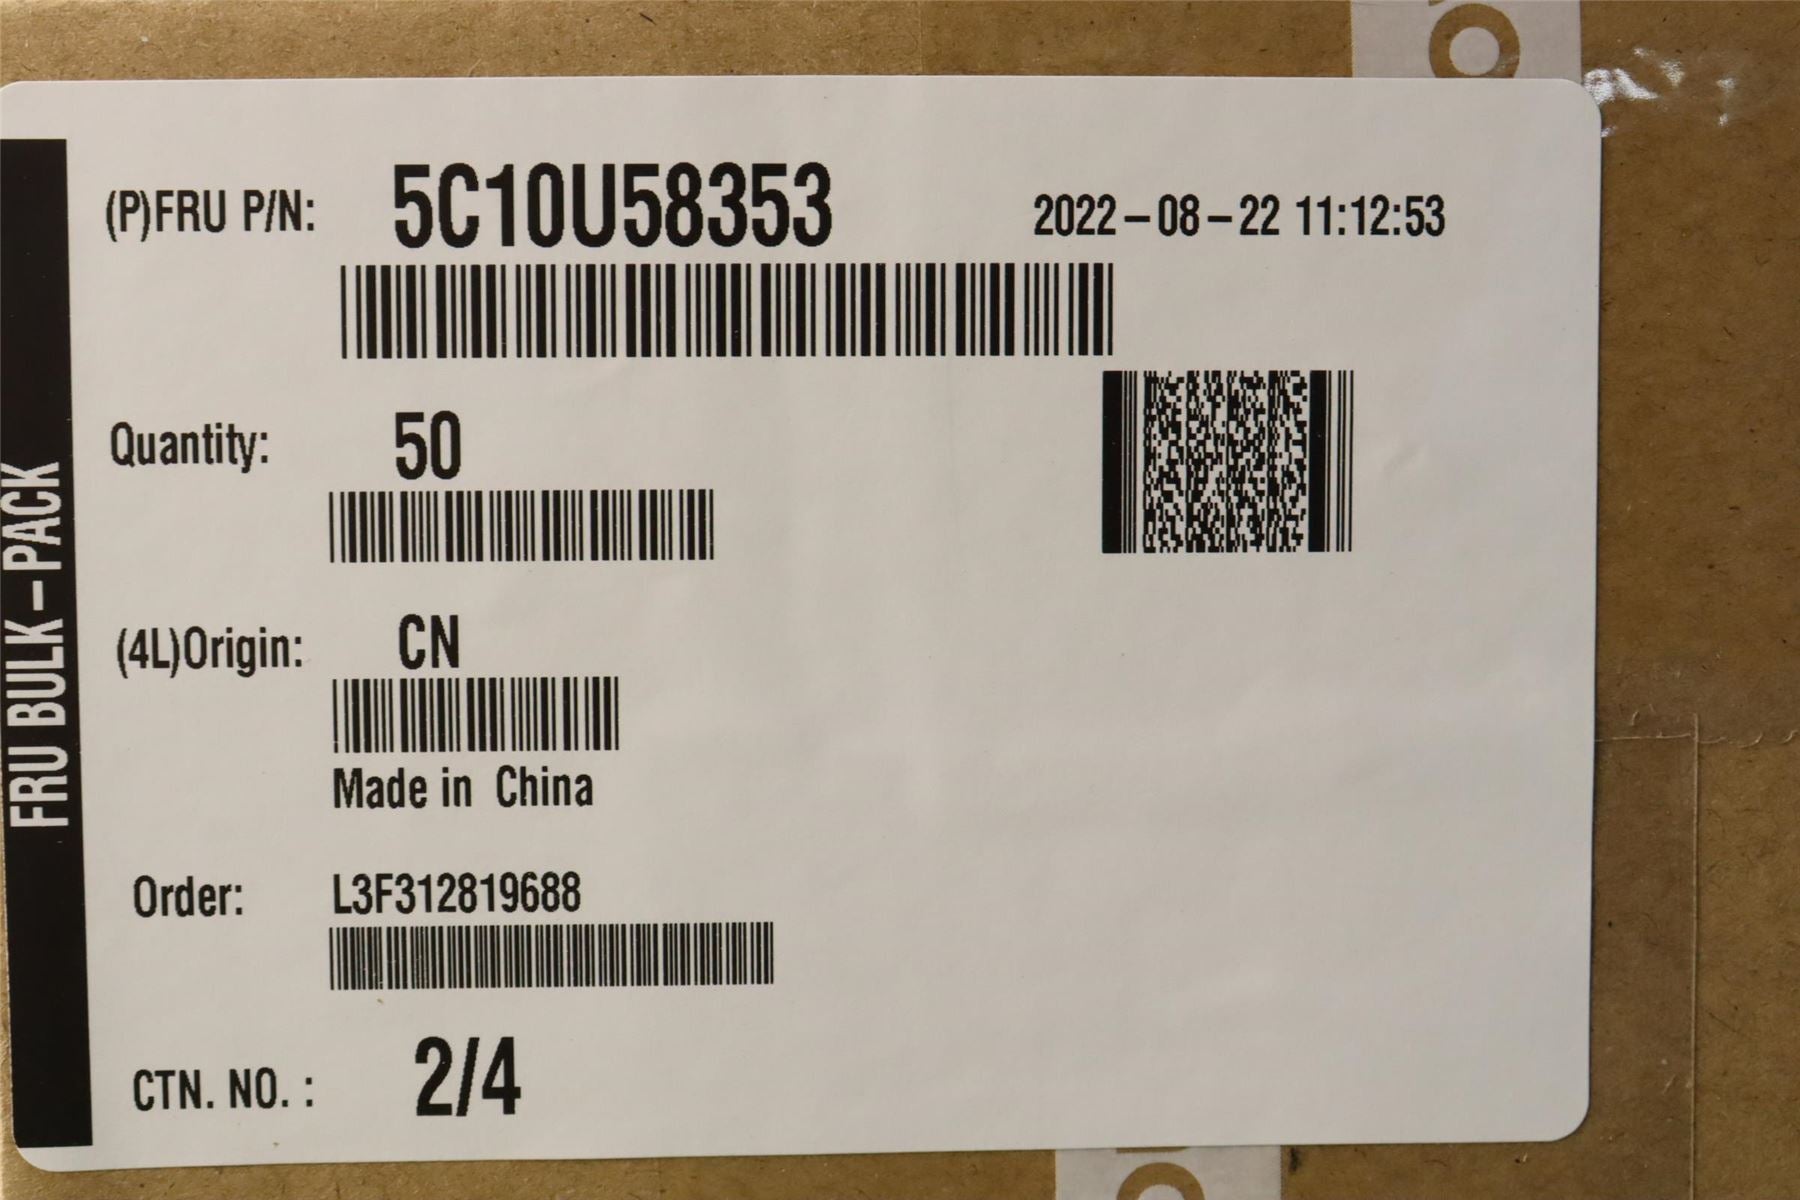 (P)FRU P/N: 5C10U58353 2022-08-22 11:12:53
Quantity: 50
(4L)Origin: CN
Made in China
Order: L3F312819688
CTN. NO. : 2/4
FRU BULK-PACK